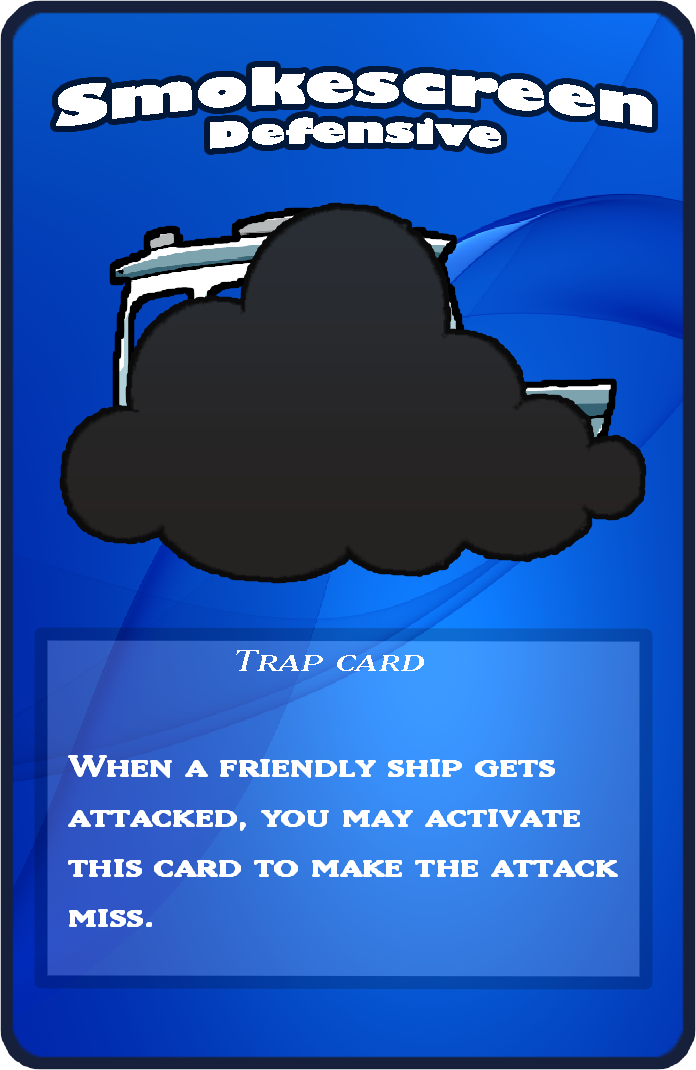 Smokescreen
Defensive
Trap card
When a friendly ship gets
attacked, you may activate
this card to make the attack
miss.